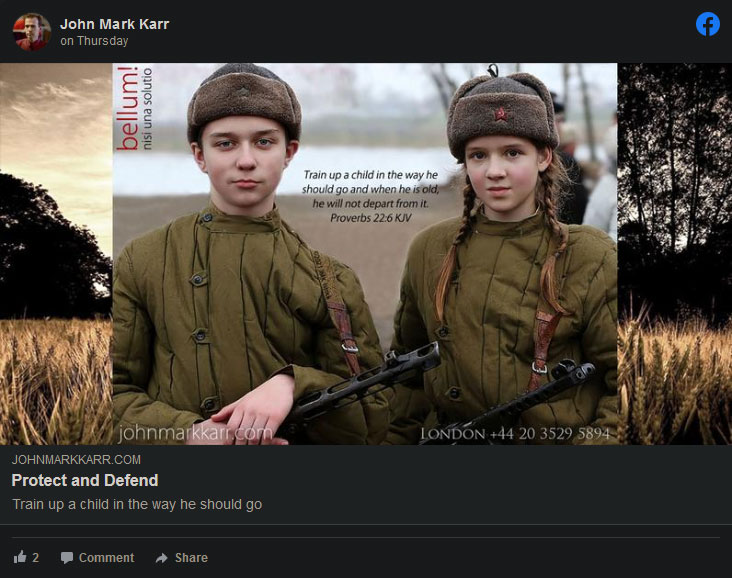 John Mark Karr
on Thursday
bellum!
nisi una solutio
Train up a child in the way he
should go and when he is old,
he will not depart from it.
Proverbs 22:6 KJV
johnmarkkarr.com
LONDON +44 20 3529 5894
JOHNMARKKARR.COM
Protect and Defend
Train up a child in the way he should go
2
Comment
Share